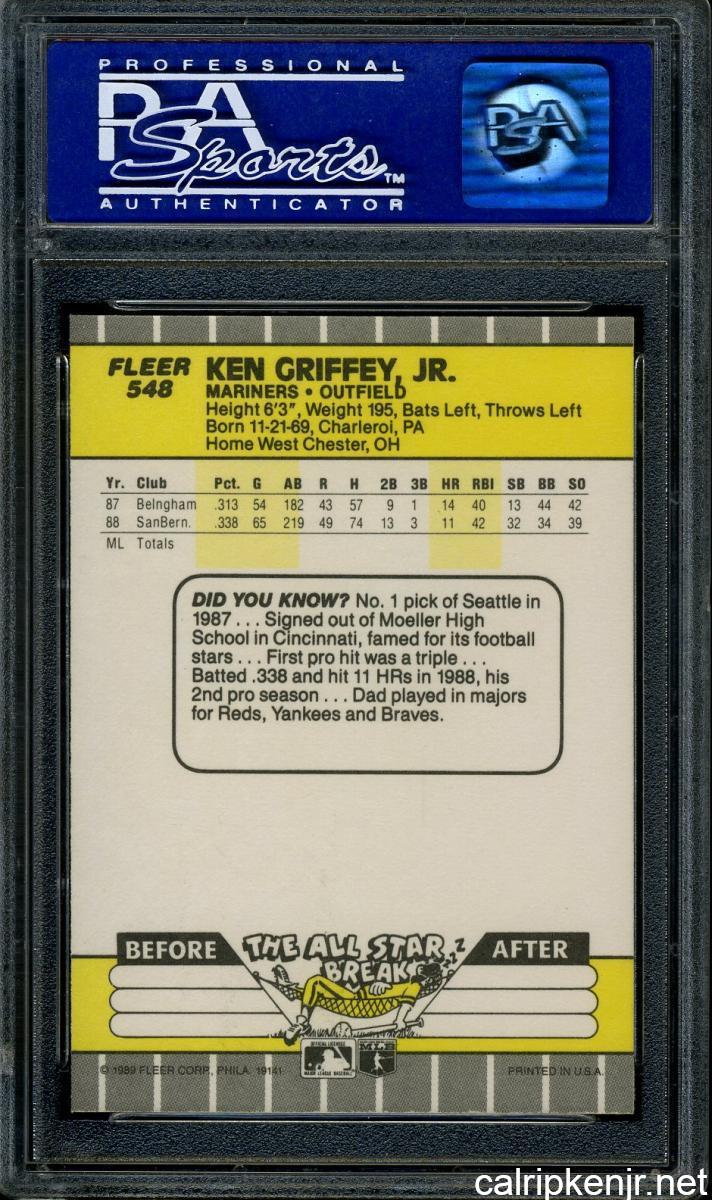 PROFESSIONAL
PSA
Sports™
AUTHENTICATOR
PSA
FLEER
548
KEN GRIFFEY, JR.
MARINERS • OUTFIELD
Height 6'3", Weight 195, Bats Left, Throws Left
Born 11-21-69, Charleroi, PA
Home West Chester, OH
Yr. Club Pct. G AB R H 2B 3B HR RBI SB BB SO
87 Belngham .313 54 182 43 57 9 1 14 40 13 44 42
88 SanBern. .338 65 219 49 74 13 3 11 42 32 34 39
ML Totals
DID YOU KNOW? No. 1 pick of Seattle in
1987 . . . Signed out of Moeller High
School in Cincinnati, famed for its football
stars . . . First pro hit was a triple . . .
Batted .338 and hit 11 HRs in 1988, his
2nd pro season . . . Dad played in majors
for Reds, Yankees and Braves.
BEFORE THE ALL STAR BREAK AFTER
z-z-Z
OFFICIAL LICENSEE
MAJOR LEAGUE BASEBALL
MLB
© 1989 FLEER CORP., PHILA. 19141 PRINTED IN U.S.A.
calripkenjr.net